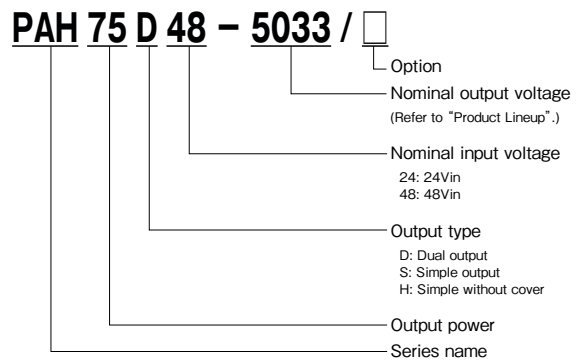 PAH 75 D 48 - 5033 / □
Option
Nominal output voltage
(Refer to “Product Lineup”.)
Nominal input voltage
24: 24Vin
48: 48Vin
Output type
D: Dual output
S: Simple output
H: Simple without cover
Output power
Series name